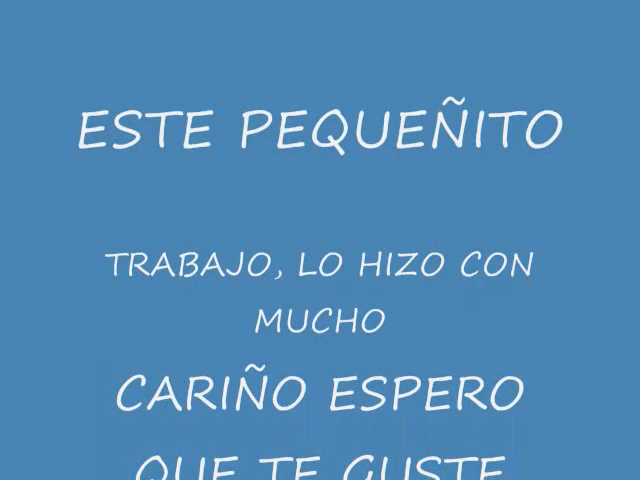 ESTE PEQUEÑITO
TRABAJO, LO HIZO CON
MUCHO
CARIÑO ESPERO
QUE TE GUSTE